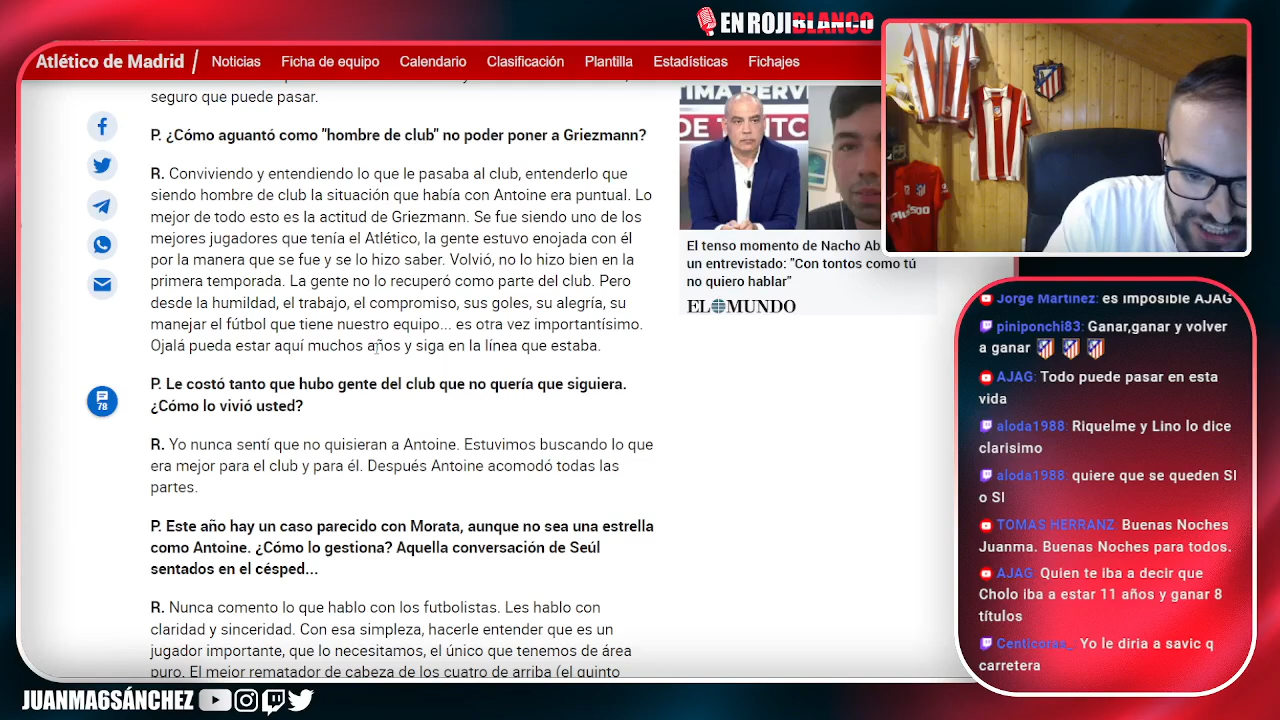 EN ROJIBLANCO
Atlético de Madrid / Noticias Ficha de equipo Calendario Clasificación Plantilla Estadísticas Fichajes
seguro que puede pasar.
P. ¿Cómo aguantó como "hombre de club" no poder poner a Griezmann?
R. Conviviendo y entendiendo lo que le pasaba al club, entenderlo que
siendo hombre de club la situación que había con Antoine era puntual. Lo
mejor de todo esto es la actitud de Griezmann. Se fue siendo uno de los
mejores jugadores que tenía el Atlético, la gente estuvo enojada con él
por la manera que se fue y se lo hizo saber. Volvió, no lo hizo bien en la
primera temporada. La gente no lo recuperó como parte del club. Pero
desde la humildad, el trabajo, el compromiso, sus goles, su alegría, su
manejar el fútbol que tiene nuestro equipo... es otra vez importantísimo.
Ojalá pueda estar aquí muchos años y siga en la línea que estaba.
78
P. Le costó tanto que hubo gente del club que no quería que siguiera.
¿Cómo lo vivió usted?
R. Yo nunca sentí que no quisieran a Antoine. Estuvimos buscando lo que
era mejor para el club y para él. Después Antoine acomodó todas las
partes.
P. Este año hay un caso parecido con Morata, aunque no sea una estrella
como Antoine. ¿Cómo lo gestiona? Aquella conversación de Seúl
sentados en el césped...
R. Nunca comento lo que hablo con los futbolistas. Les hablo con
claridad y sinceridad. Con esa simpleza, hacerle entender que es un
jugador importante, que lo necesitamos, el único que tenemos de área
puro. El mejor rematador de cabeza de los cuatro de arriba (el quinto
El tenso momento de Nacho Ab
un entrevistado: "Con tontos como tú
no quiero hablar"
EL MUNDO
Plus500
Jorge Martínez: es imposible AJAG
piniponchi83: Ganar,ganar y volver
a ganar
AJAG: Todo puede pasar en esta
vida
aloda1988: Riquelme y Lino lo dice
clarisimo
aloda1988: quiere que se queden SI
o SI
TOMAS HERRANZ: Buenas Noches
Juanma. Buenas Noches para todos.
AJAG: Quien te iba a decir que
Cholo iba a estar 11 años y ganar 8
títulos
Yo le diria a savic q
carretera
JUANMA6SÁNCHEZ